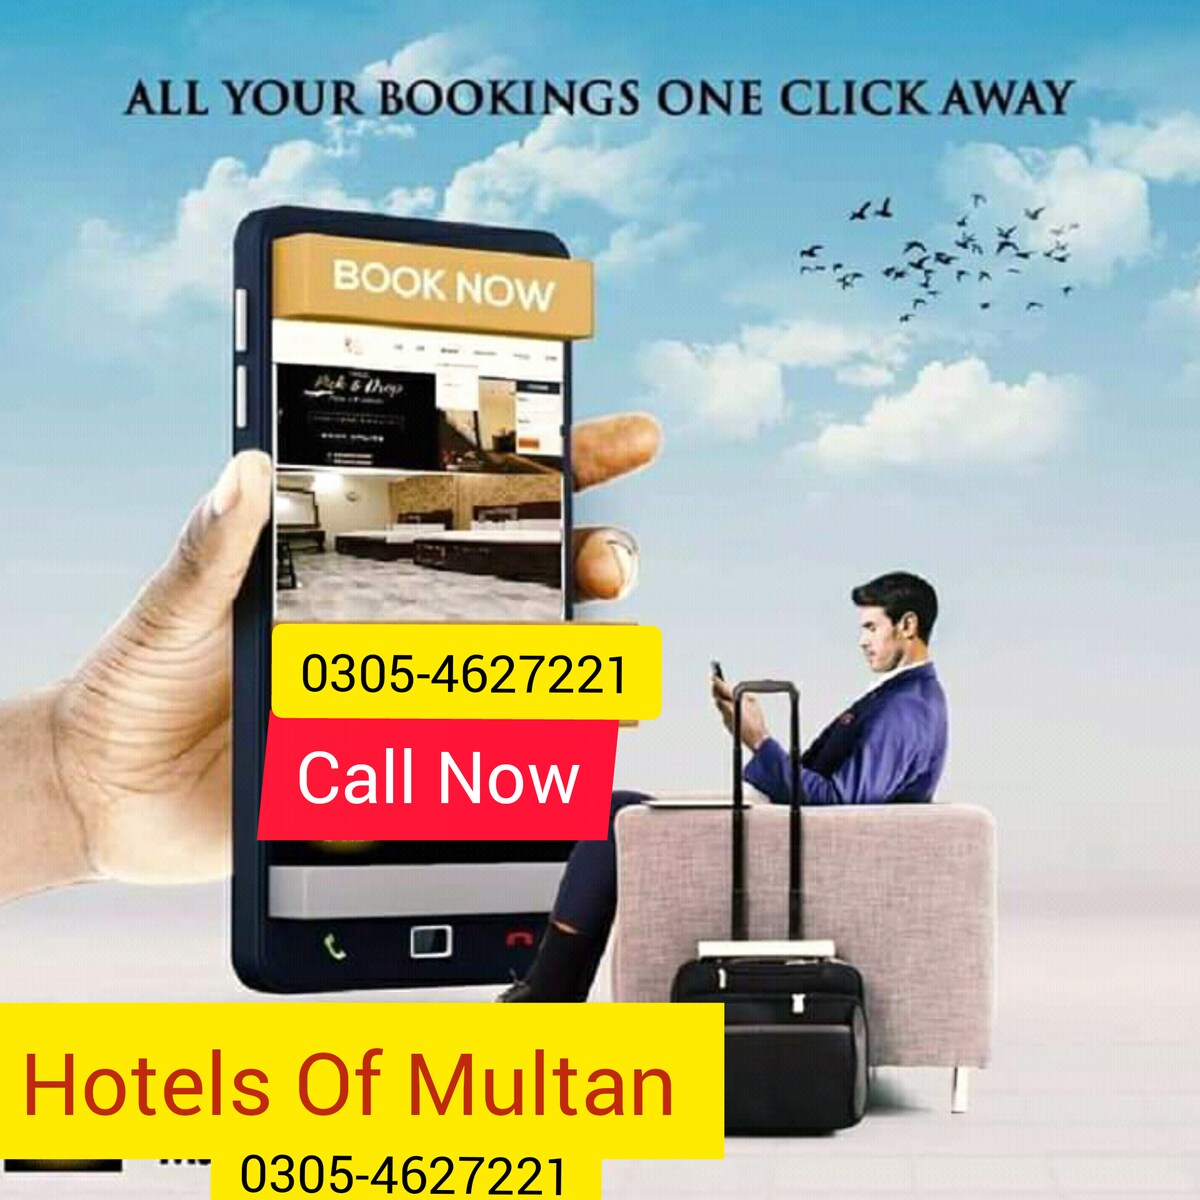 ALL YOUR BOOKINGS ONE CLICK AWAY
BOOK NOW
Pick & Drop
0305-4627221
Call Now
Hotels Of Multan
0305-4627221